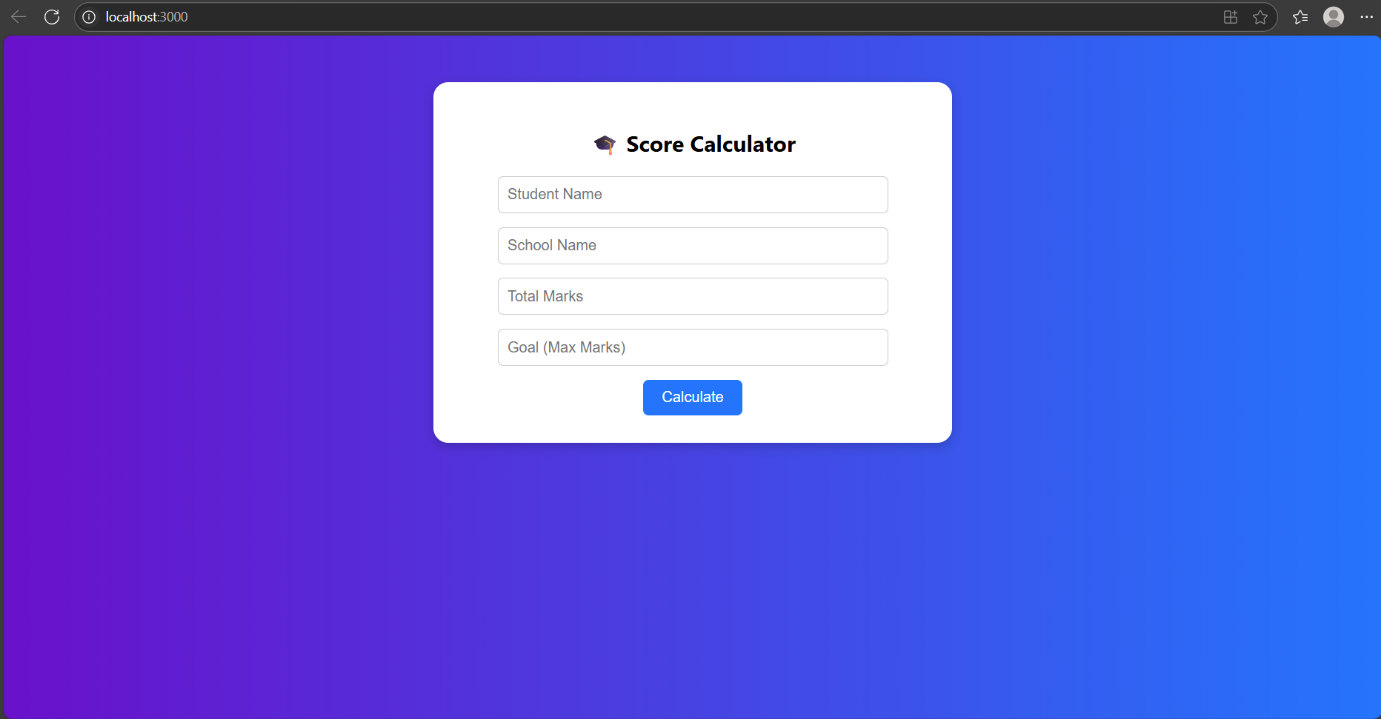 localhost:3000
🎓 Score Calculator
Student Name
School Name
Total Marks
Goal (Max Marks)
Calculate